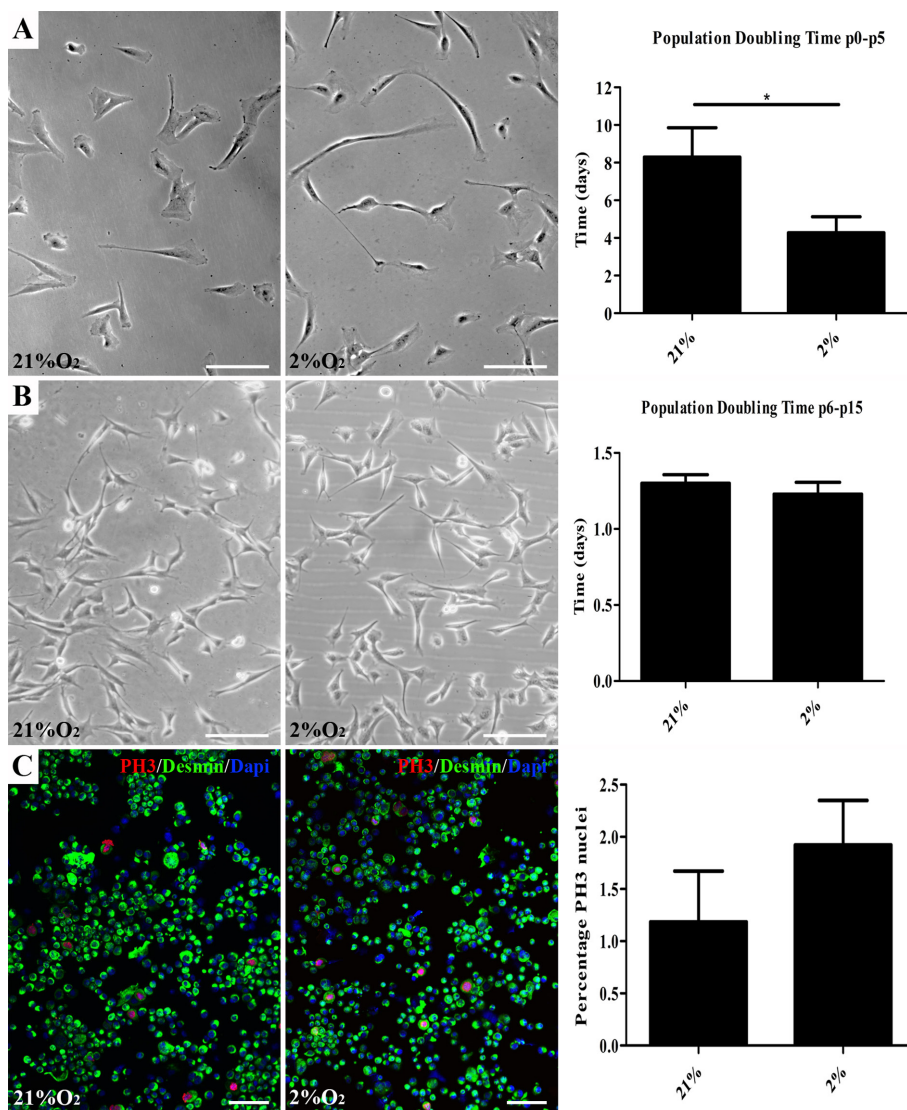 A
21%O₂
2%O₂
Population Doubling Time p0-p5
Time (days)
12
10
8
6
4
2
0
*
21%
2%
B
21%O₂
2%O₂
Population Doubling Time p6-p15
Time (days)
1.5
1.0
0.5
0.0
21%
2%
C
PH3/Desmin/Dapi
21%O₂
PH3/Desmin/Dapi
2%O₂
Percentage PH3 nuclei
2.5
2.0
1.5
1.0
0.5
0.0
21%
2%